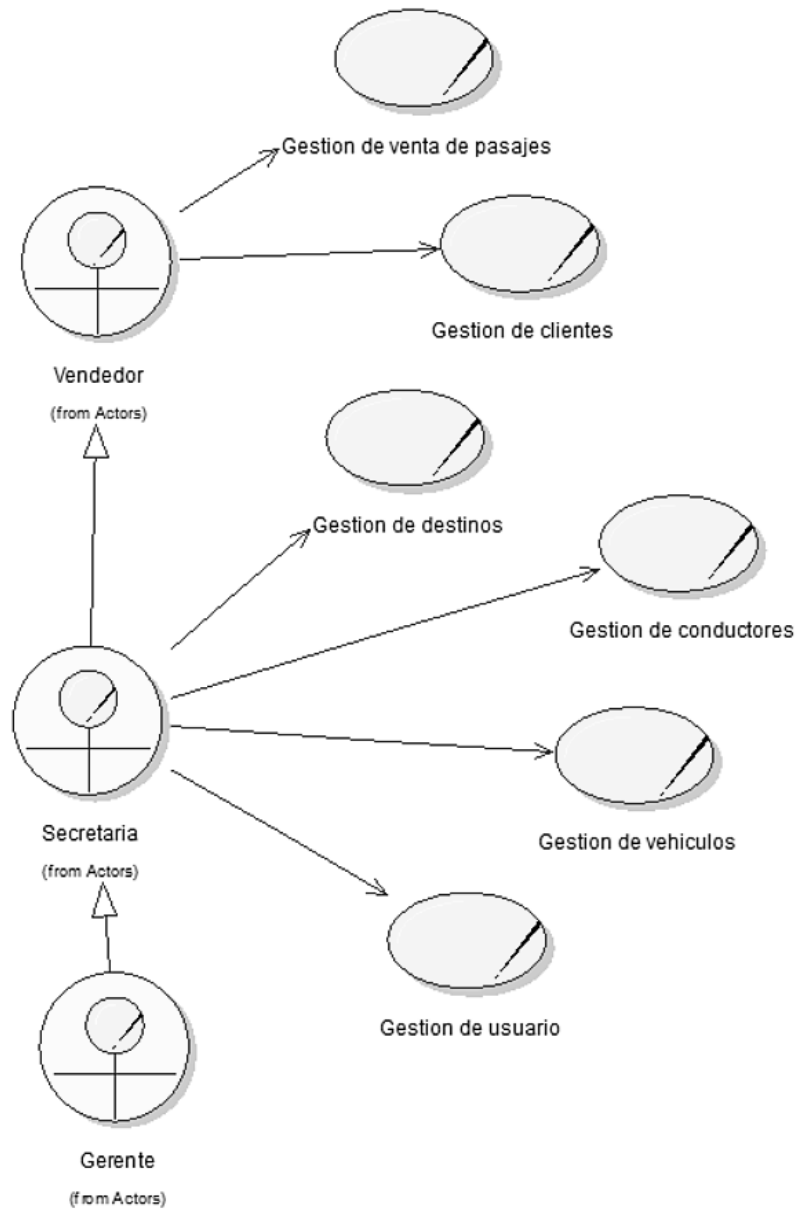 Gestion de venta de pasajes
Gestion de clientes
Vendedor
(from Actors)
Gestion de destinos
Gestion de conductores
Gestion de vehiculos
Secretaria
(from Actors)
Gestion de usuario
Gerente
(from Actors)